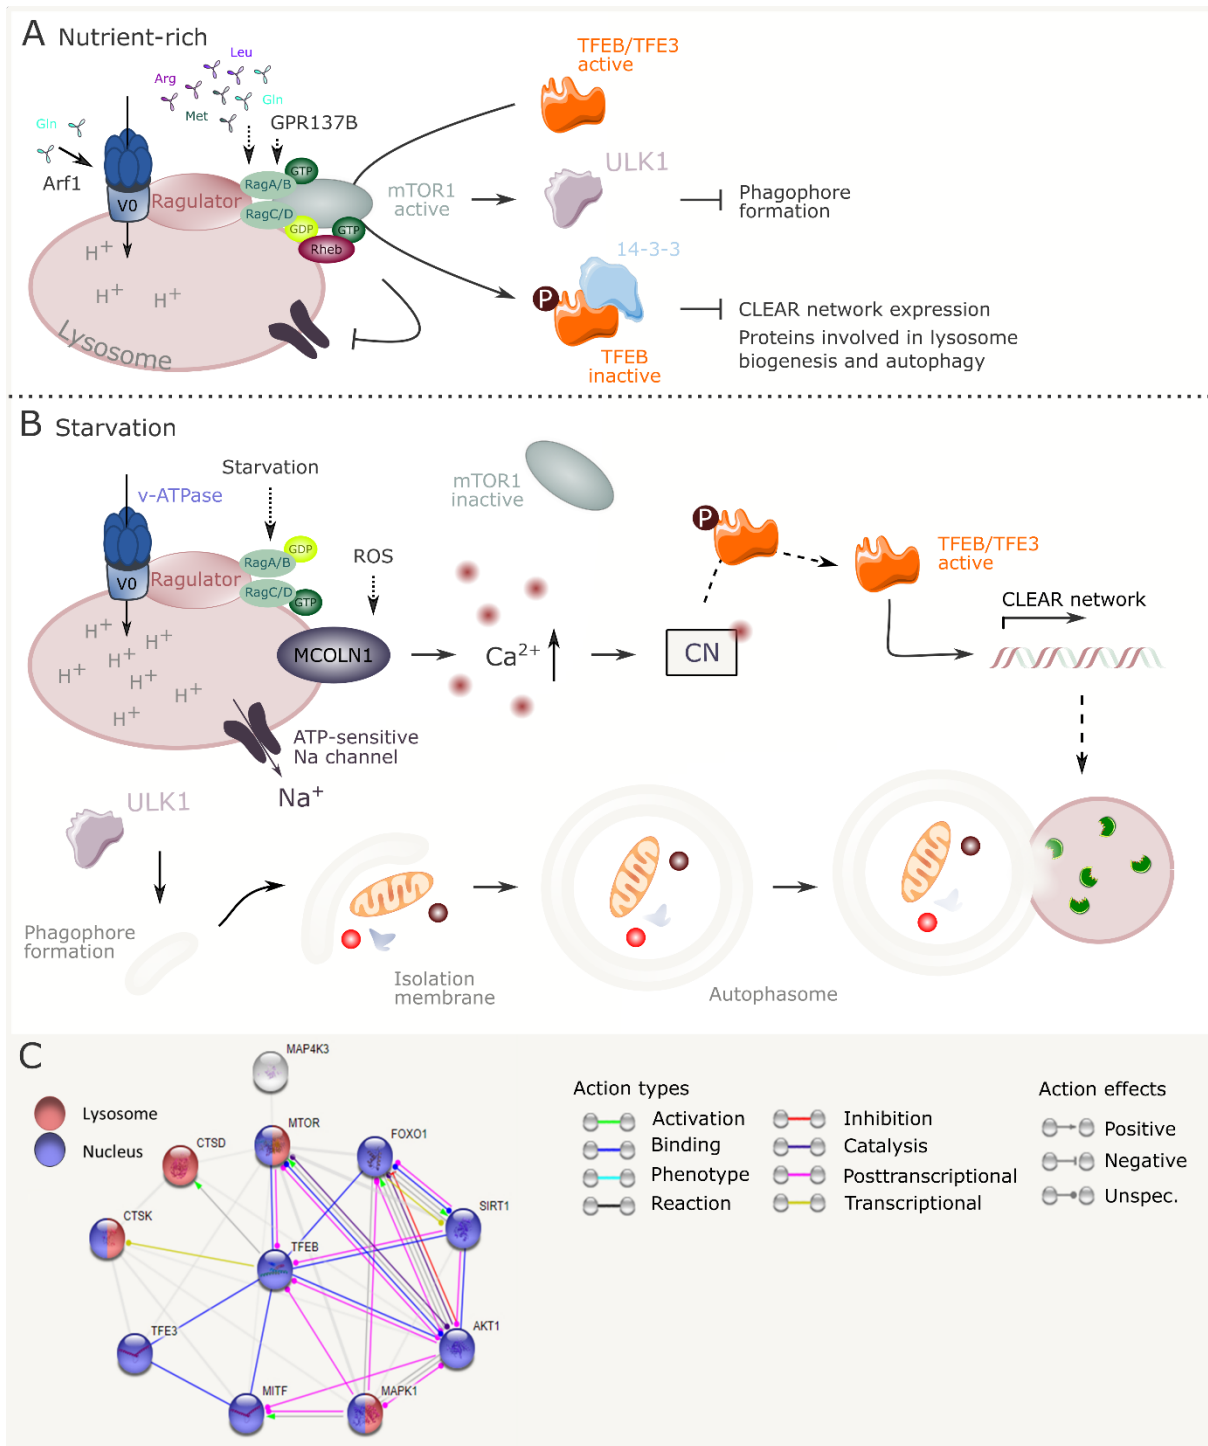 A Nutrient-rich
Leu
Arg
Gln
Met
Gln
GPR137B
Arf1
V0
Ragulator
RagA/B
GTP
RagC/D
GDP
GTP
Rheb
H+
H+
H+
Lysosome
mTOR1
active
TFEB/TFE3
active
ULK1
Phagophore
formation
14-3-3
P
TFEB
inactive
CLEAR network expression
Proteins involved in lysosome
biogenesis and autophagy
B Starvation
Starvation
v-ATPase
V0
Ragulator
RagA/B
GDP
RagC/D
GTP
ROS
MCOLN1
H+
H+
H+
H+
H+
H+
H+
ATP-sensitive
Na channel
Na+
mTOR1
inactive
Ca2+
CN
P
TFEB/TFE3
active
CLEAR network
ULK1
Phagophore
formation
Isolation
membrane
Autophasome
C
Lysosome
Nucleus
MAP4K3
MTOR
FOXO1
CTSD
SIRT1
CTSK
TFEB
AKT1
TFE3
MITF
MAPK1
Action types
Activation
Binding
Phenotype
Reaction
Inhibition
Catalysis
Posttranscriptional
Transcriptional
Action effects
Positive
Negative
Unspec.